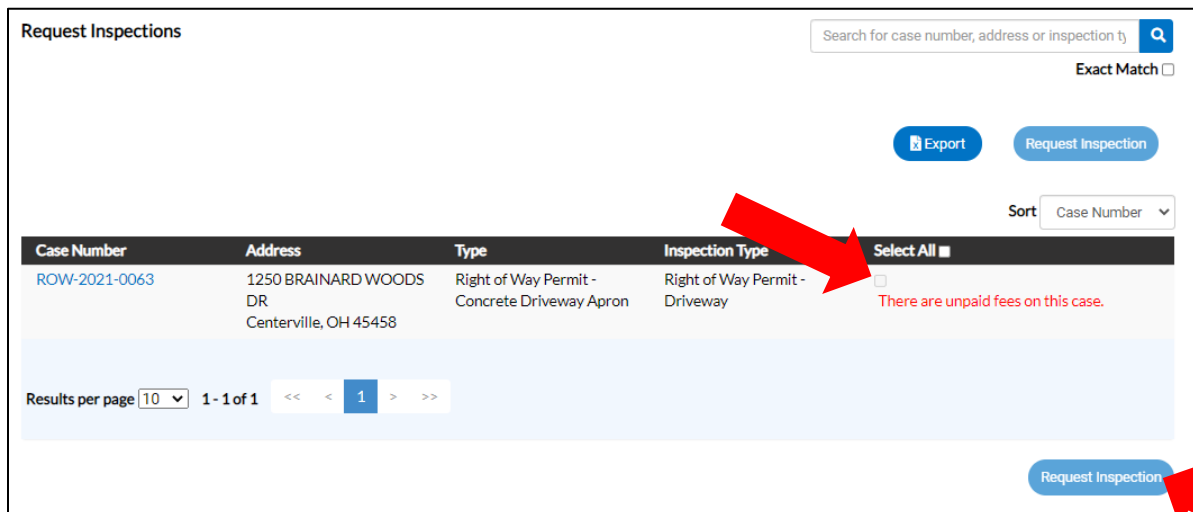 Request Inspections
Search for case number, address or inspection ty
Exact Match
Export
Request Inspection
Sort Case Number
Case Number Address Type Inspection Type Select All
ROW-2021-0063 1250 BRAINARD WOODS Right of Way Permit - Right of Way Permit -
DR Concrete Driveway Apron Driveway There are unpaid fees on this case.
Centerville, OH 45458
Results per page 10 1 - 1 of 1 << < 1 > >>
Request Inspection